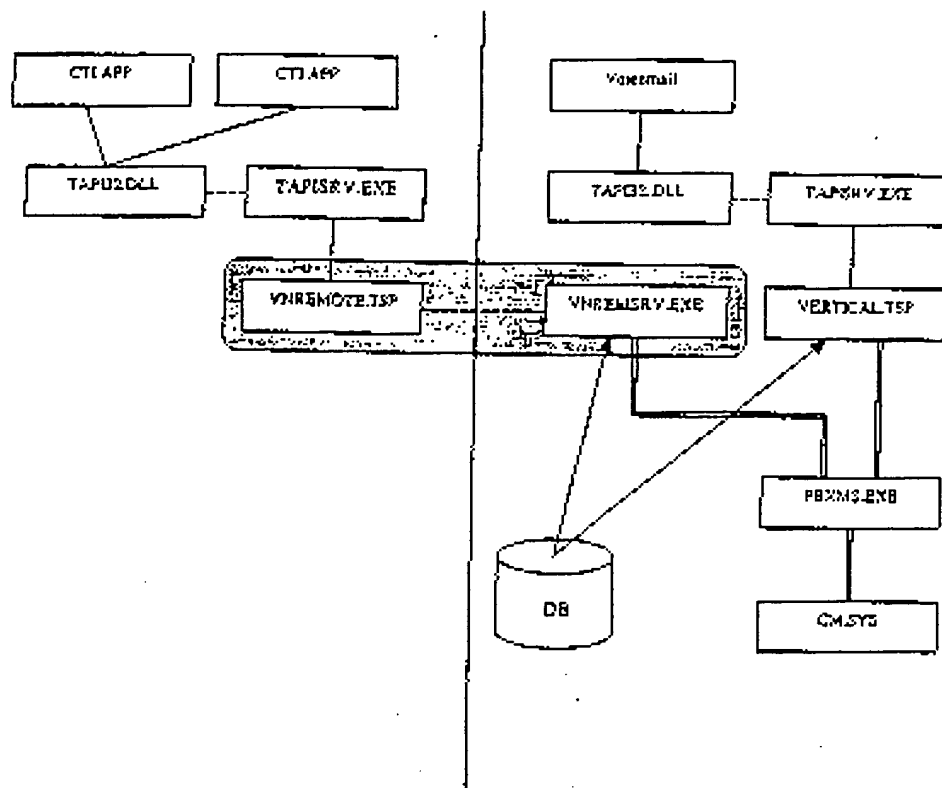 CTI APP
CTI APP
Voicemail
TAPI32.DLL
TAPISRV.EXE
TAPI32.DLL
TAPISRV.EXE
VNREMOTE.TSP
VNREMSRV.EXE
VERTICAL.TSP
PBXMS.EXE
DB
CM.SYS